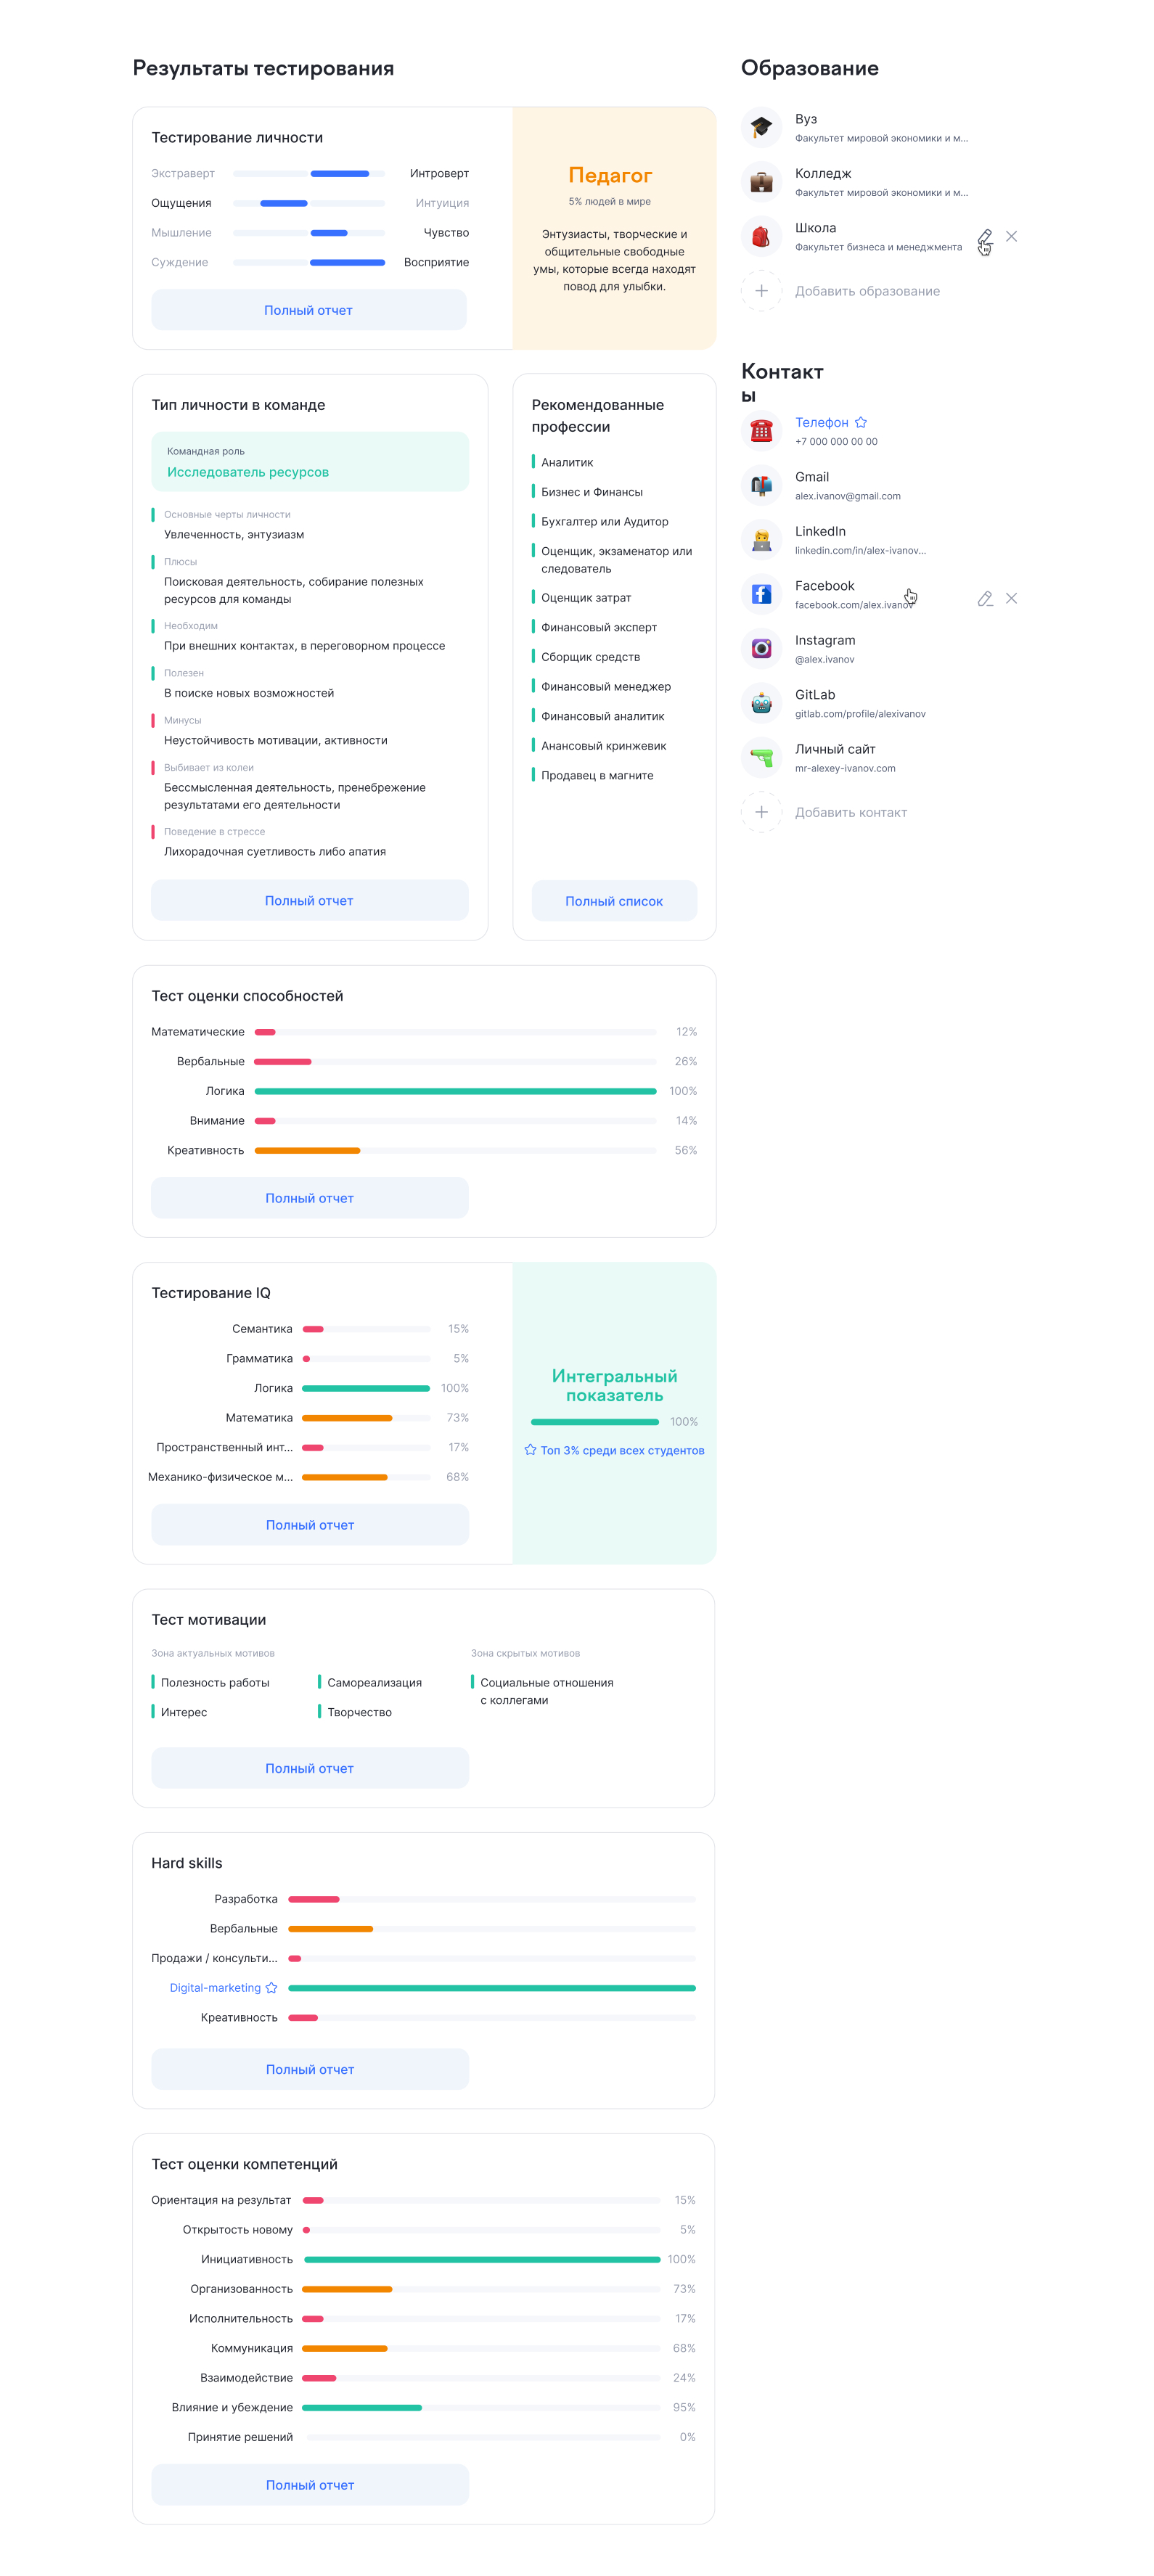 Результаты тестирования
Тестирование личности
Экстраверт Интроверт
Ощущения Интуиция
Мышление Чувство
Суждение Восприятие
Полный отчет
Педагог
5% людей в мире
Энтузиасты, творческие и
общительные свободные
умы, которые всегда находят
повод для улыбки.
Тип личности в команде
Командная роль
Исследователь ресурсов
Основные черты личности
Увлеченность, энтузиазм
Плюсы
Поисковая деятельность, собирание полезных
ресурсов для команды
Необходим
При внешних контактах, в переговорном процессе
Полезен
В поиске новых возможностей
Минусы
Неустойчивость мотивации, активности
Выбивает из колеи
Бессмысленная деятельность, пренебрежение
результатами его деятельности
Поведение в стрессе
Лихорадочная суетливость либо апатия
Полный отчет
Рекомендованные
профессии
Аналитик
Бизнес и Финансы
Бухгалтер или Аудитор
Оценщик, экзаменатор или
следователь
Оценщик затрат
Финансовый эксперт
Сборщик средств
Финансовый менеджер
Финансовый аналитик
Анансовый кринжевик
Продавец в магните
Полный список
Тест оценки способностей
Математические 12%
Вербальные 26%
Логика 100%
Внимание 14%
Креативность 56%
Полный отчет
Тестирование IQ
Семантика 15%
Грамматика 5%
Логика 100%
Математика 73%
Пространственный инт... 17%
Механико-физическое м... 68%
Полный отчет
Интегральный
показатель
100%
Топ 3% среди всех студентов
Тест мотивации
Зона актуальных мотивов
Полезность работы
Интерес
Самореализация
Творчество
Зона скрытых мотивов
Социальные отношения
с коллегами
Полный отчет
Hard skills
Разработка
Вербальные
Продажи / консульти...
Digital-marketing
Креативность
Полный отчет
Тест оценки компетенций
Ориентация на результат 15%
Открытость новому 5%
Инициативность 100%
Организованность 73%
Исполнительность 17%
Коммуникация 68%
Взаимодействие 24%
Влияние и убеждение 95%
Принятие решений 0%
Полный отчет
Образование
Вуз
Факультет мировой экономики и м...
Колледж
Факультет мировой экономики и м...
Школа
Факультет бизнеса и менеджмента
Добавить образование
Контакт
ы
Телефон
+7 000 000 00 00
Gmail
alex.ivanov@gmail.com
LinkedIn
linkedin.com/in/alex-ivanov...
Facebook
facebook.com/alex.ivanov
Instagram
@alex.ivanov
GitLab
gitlab.com/profile/alexivanov
Личный сайт
mr-alexey-ivanov.com
Добавить контакт